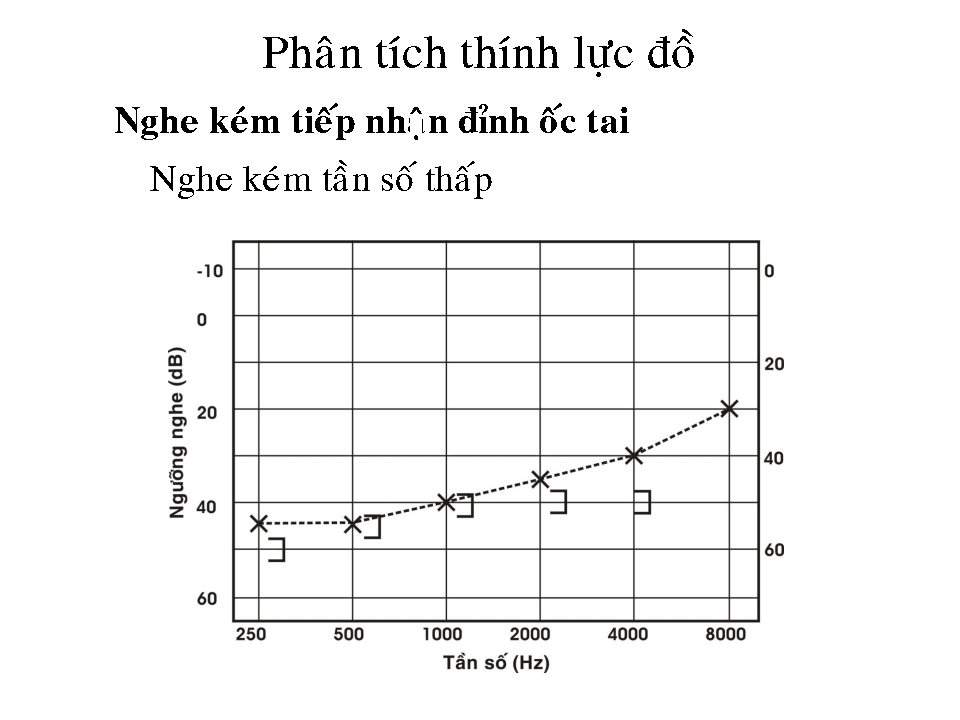 Phân tích thính lực đồ
Nghe kém tiếp nhận đỉnh ốc tai
Nghe kém tần số thấp
-10
0
0
20
20
40
40
60
60
Ngưỡng nghe (dB)
250 500 1000 2000 4000 8000
Tần số (Hz)